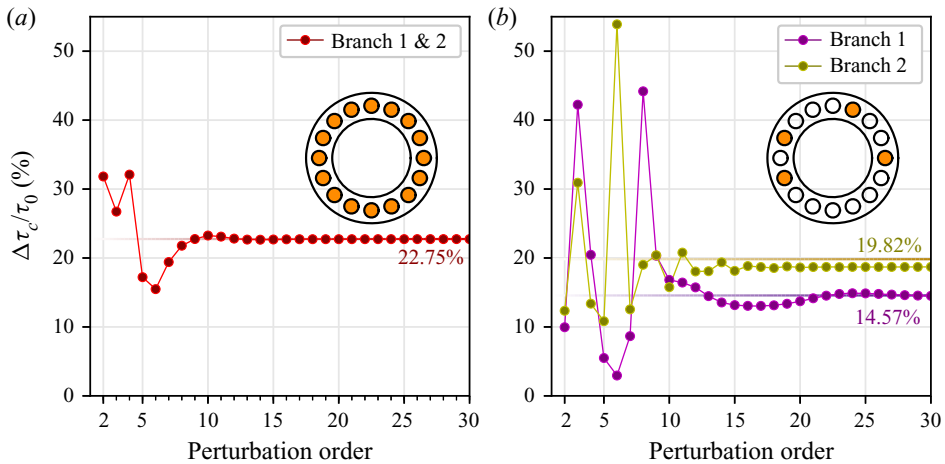 (a)
Δτc/τ0 (%)
50
40
30
20
10
0
Branch 1 & 2
22.75%
2 5 10 15 20 25 30
Perturbation order
(b)
50
40
30
20
10
0
Branch 1
Branch 2
19.82%
14.57%
2 5 10 15 20 25 30
Perturbation order